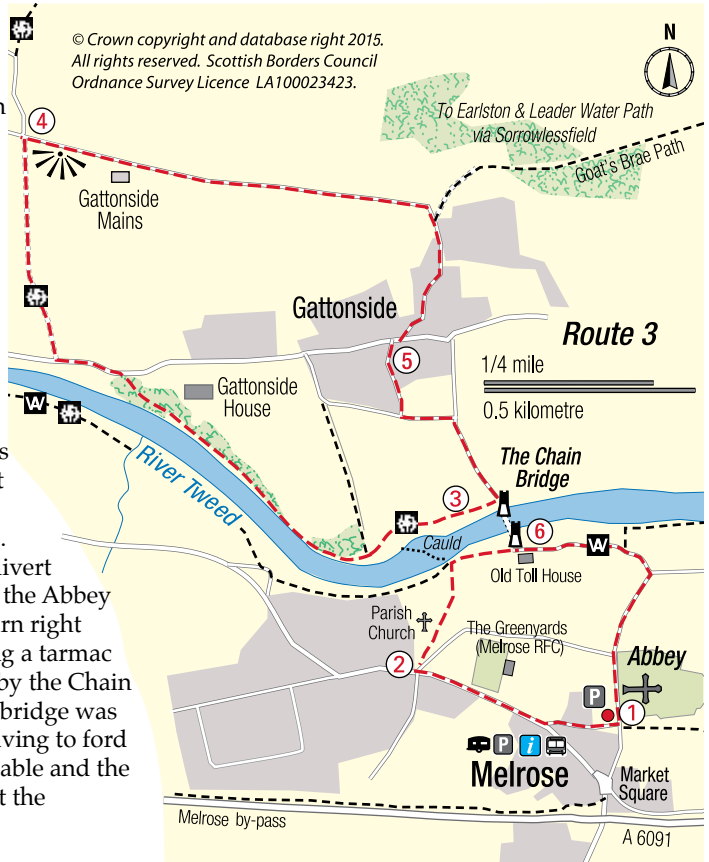 © Crown copyright and database right 2015.
All rights reserved. Scottish Borders Council
Ordnance Survey Licence LA100023423.
N
4
To Earlston & Leader Water Path
via Sorrowlessfield
Goat's Brae Path
Gattonside
Mains
Gattonside
Route 3
5
1/4 mile
0.5 kilometre
Gattonside
House
The Chain
Bridge
River Tweed
3
6
Cauld
Old Toll House
Parish
Church
The Greenyards
(Melrose RFC)
2
Abbey
P
1
P i
Melrose
Market
Square
Melrose by-pass
A 6091
n
s
t
.
ivert
the Abbey
rn right
g a tarmac
by the Chain
bridge was
ving to ford
able and the
t the